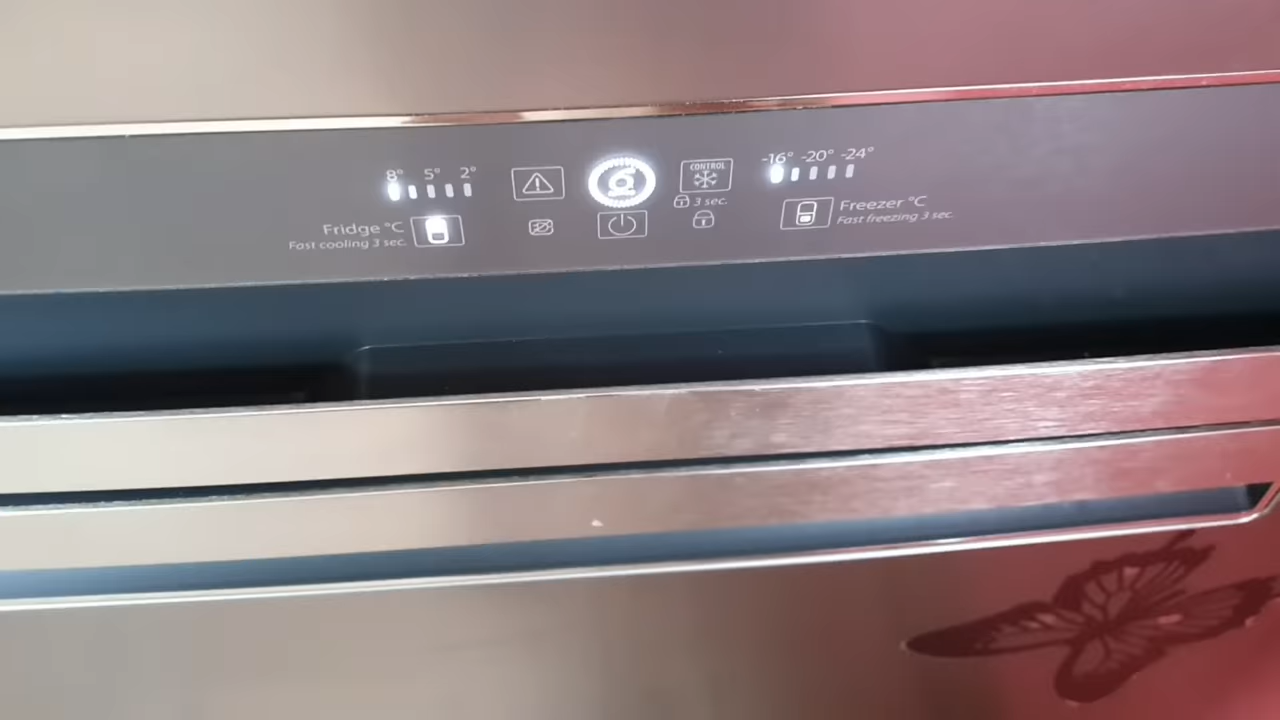 8° 5° 2°
Fridge °C
Fast cooling 3 sec.
CONTROL
3 sec.
-16° -20° -24°
Freezer °C
Fast freezing 3 sec.